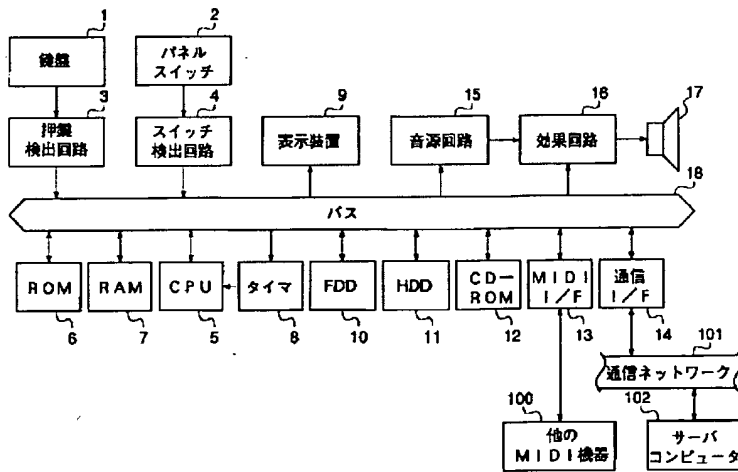 1
2
鍵盤
パネル
スイッチ
3
4
9
15
16
17
押鍵
検出回路
スイッチ
検出回路
表示装置
音源回路
効果回路
18
バス
ROM
RAM
CPU
タイマ
FDD
HDD
CD-
ROM
MIDI
I/F
通信
I/F
6
7
5
8
10
11
12
13
14
101
通信ネットワーク
100
102
他の
MIDI機器
サーバ
コンピュータ